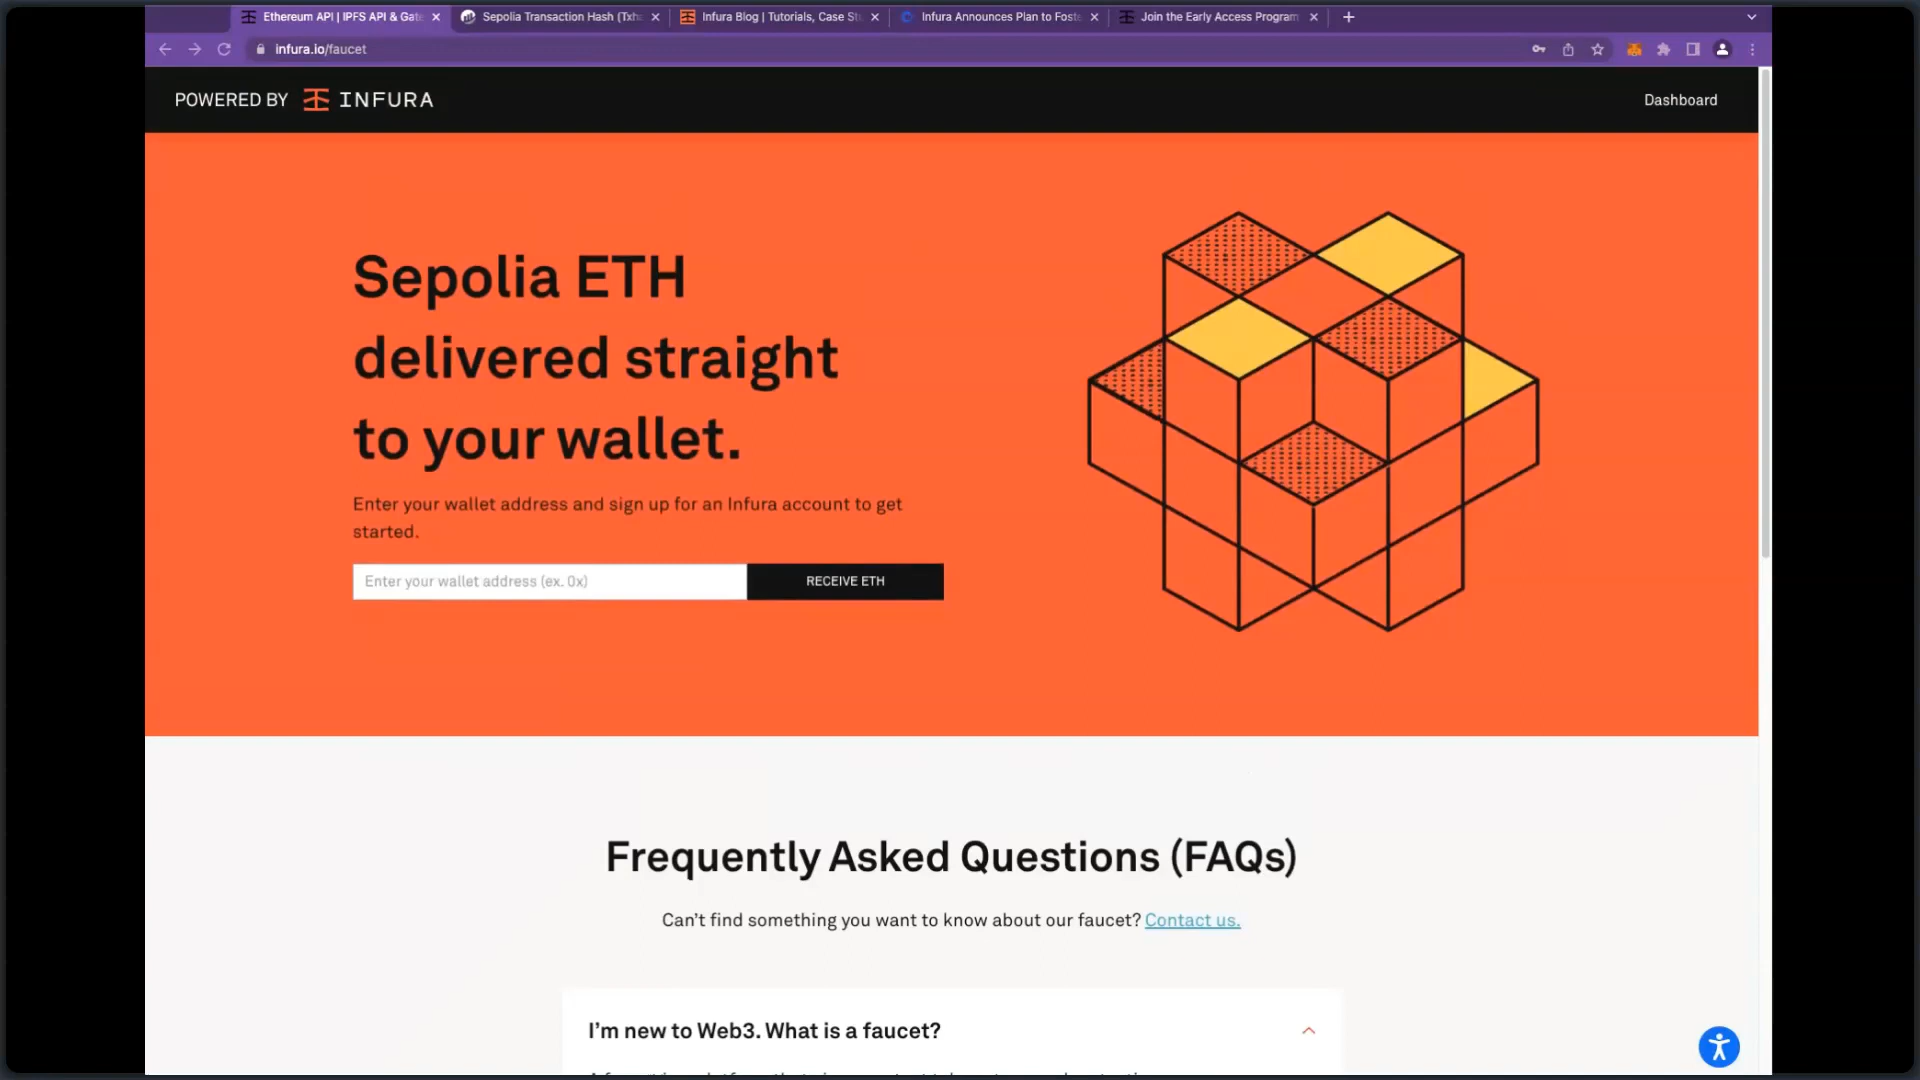 Ethereum API | IPFS API & Gate
Sepolia Transaction Hash (Txha
Infura Blog | Tutorials, Case St
Infura Announces Plan to Foste
Join the Early Access Program
infura.io/faucet
POWERED BY INFURA
Dashboard
Sepolia ETH
delivered straight
to your wallet.
Enter your wallet address and sign up for an Infura account to get
started.
Enter your wallet address (ex. 0x)
RECEIVE ETH
Frequently Asked Questions (FAQs)
Can't find something you want to know about our faucet? Contact us.
I'm new to Web3. What is a faucet?